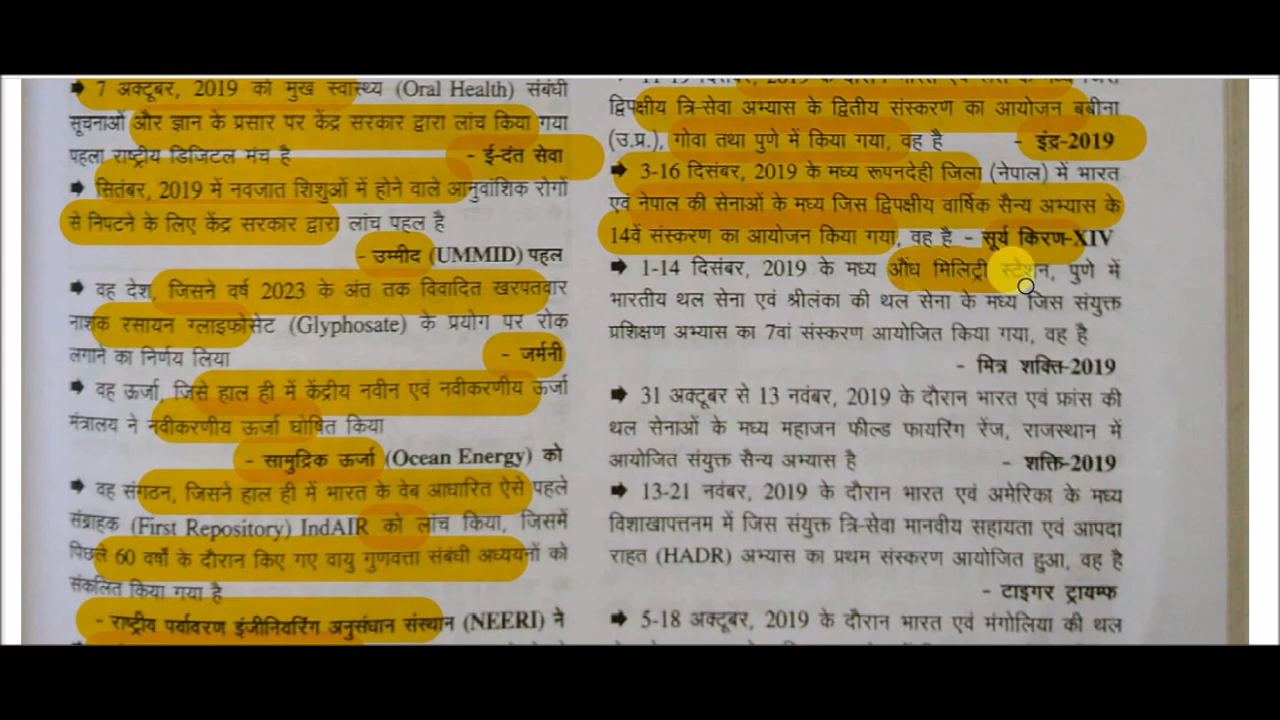 ➡ 7 अक्टूबर, 2019 को मुख स्वास्थ्य (Oral Health) संबंधी
सूचनाओं और ज्ञान के प्रसार पर केंद्र सरकार द्वारा लांच किया गया
पहला राष्ट्रीय डिजिटल मंच है - ई-दंत सेवा
➡ सितंबर, 2019 में नवजात शिशुओं में होने वाले आनुवांशिक रोगों
से निपटने के लिए केंद्र सरकार द्वारा लांच पहल है
- उम्मीद (UMMID) पहल
➡ वह देश, जिसने वर्ष 2023 के अंत तक विवादित खरपतवार
नाशक रसायन ग्लाइफोसेट (Glyphosate) के प्रयोग पर रोक
लगाने का निर्णय लिया - जर्मनी
➡ वह ऊर्जा, जिसे हाल ही में केंद्रीय नवीन एवं नवीकरणीय ऊर्जा
मंत्रालय ने नवीकरणीय ऊर्जा घोषित किया
- सामुद्रिक ऊर्जा (Ocean Energy) को
➡ वह संगठन, जिसने हाल ही में भारत के वेब आधारित ऐसे पहले
संग्राहक (First Repository) IndAIR को लांच किया, जिसमें
पिछले 60 वर्षों के दौरान किए गए वायु गुणवत्ता संबंधी अध्ययनों को
संकलित किया गया है
- राष्ट्रीय पर्यावरण इंजीनियरिंग अनुसंधान संस्थान (NEERI) ने
द्विपक्षीय त्रि-सेवा अभ्यास के द्वितीय संस्करण का आयोजन बबीना
(उ.प्र.), गोवा तथा पुणे में किया गया, वह है - इंद्र-2019
➡ 3-16 दिसंबर, 2019 के मध्य रूपनदेही जिला (नेपाल) में भारत
एवं नेपाल की सेनाओं के मध्य जिस द्विपक्षीय वार्षिक सैन्य अभ्यास के
14वें संस्करण का आयोजन किया गया, वह है - सूर्य किरण-XIV
➡ 1-14 दिसंबर, 2019 के मध्य औंध मिलिट्री स्टेशन, पुणे में
भारतीय थल सेना एवं श्रीलंका की थल सेना के मध्य जिस संयुक्त
प्रशिक्षण अभ्यास का 7वां संस्करण आयोजित किया गया, वह है
- मित्र शक्ति-2019
➡ 31 अक्टूबर से 13 नवंबर, 2019 के दौरान भारत एवं फ्रांस की
थल सेनाओं के मध्य महाजन फील्ड फायरिंग रेंज, राजस्थान में
आयोजित संयुक्त सैन्य अभ्यास है - शक्ति-2019
➡ 13-21 नवंबर, 2019 के दौरान भारत एवं अमेरिका के मध्य
विशाखापत्तनम में जिस संयुक्त त्रि-सेवा मानवीय सहायता एवं आपदा
राहत (HADR) अभ्यास का प्रथम संस्करण आयोजित हुआ, वह है
- टाइगर ट्रायम्फ
➡ 5-18 अक्टूबर, 2019 के दौरान भारत एवं मंगोलिया की थल